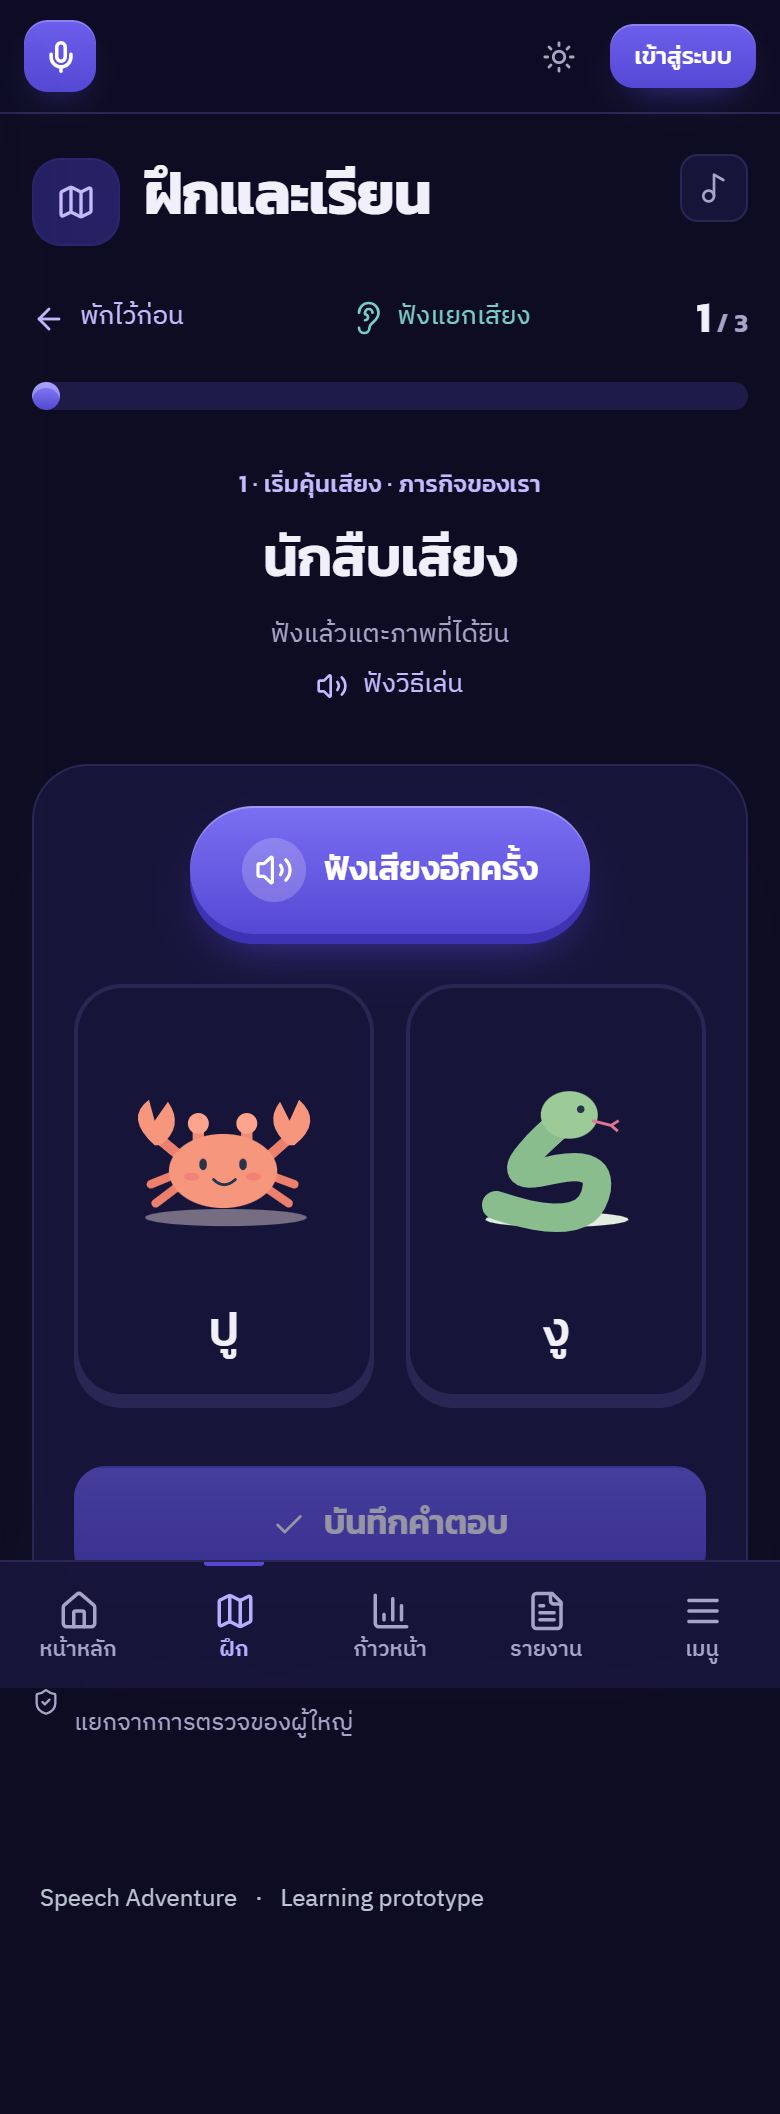 เข้าสู่ระบบ
ฝึกและเรียน
พักไว้ก่อน
ฟังแยกเสียง
1 / 3
1 · เริ่มคุ้นเสียง · ภารกิจของเรา
นักสืบเสียง
ฟังแล้วแตะภาพที่ได้ยิน
ฟังวิธีเล่น
ฟังเสียงอีกครั้ง
ปู
งู
บันทึกคำตอบ
หน้าหลัก
ฝึก
ก้าวหน้า
รายงาน
เมนู
แยกจากการตรวจของผู้ใหญ่
Speech Adventure · Learning prototype